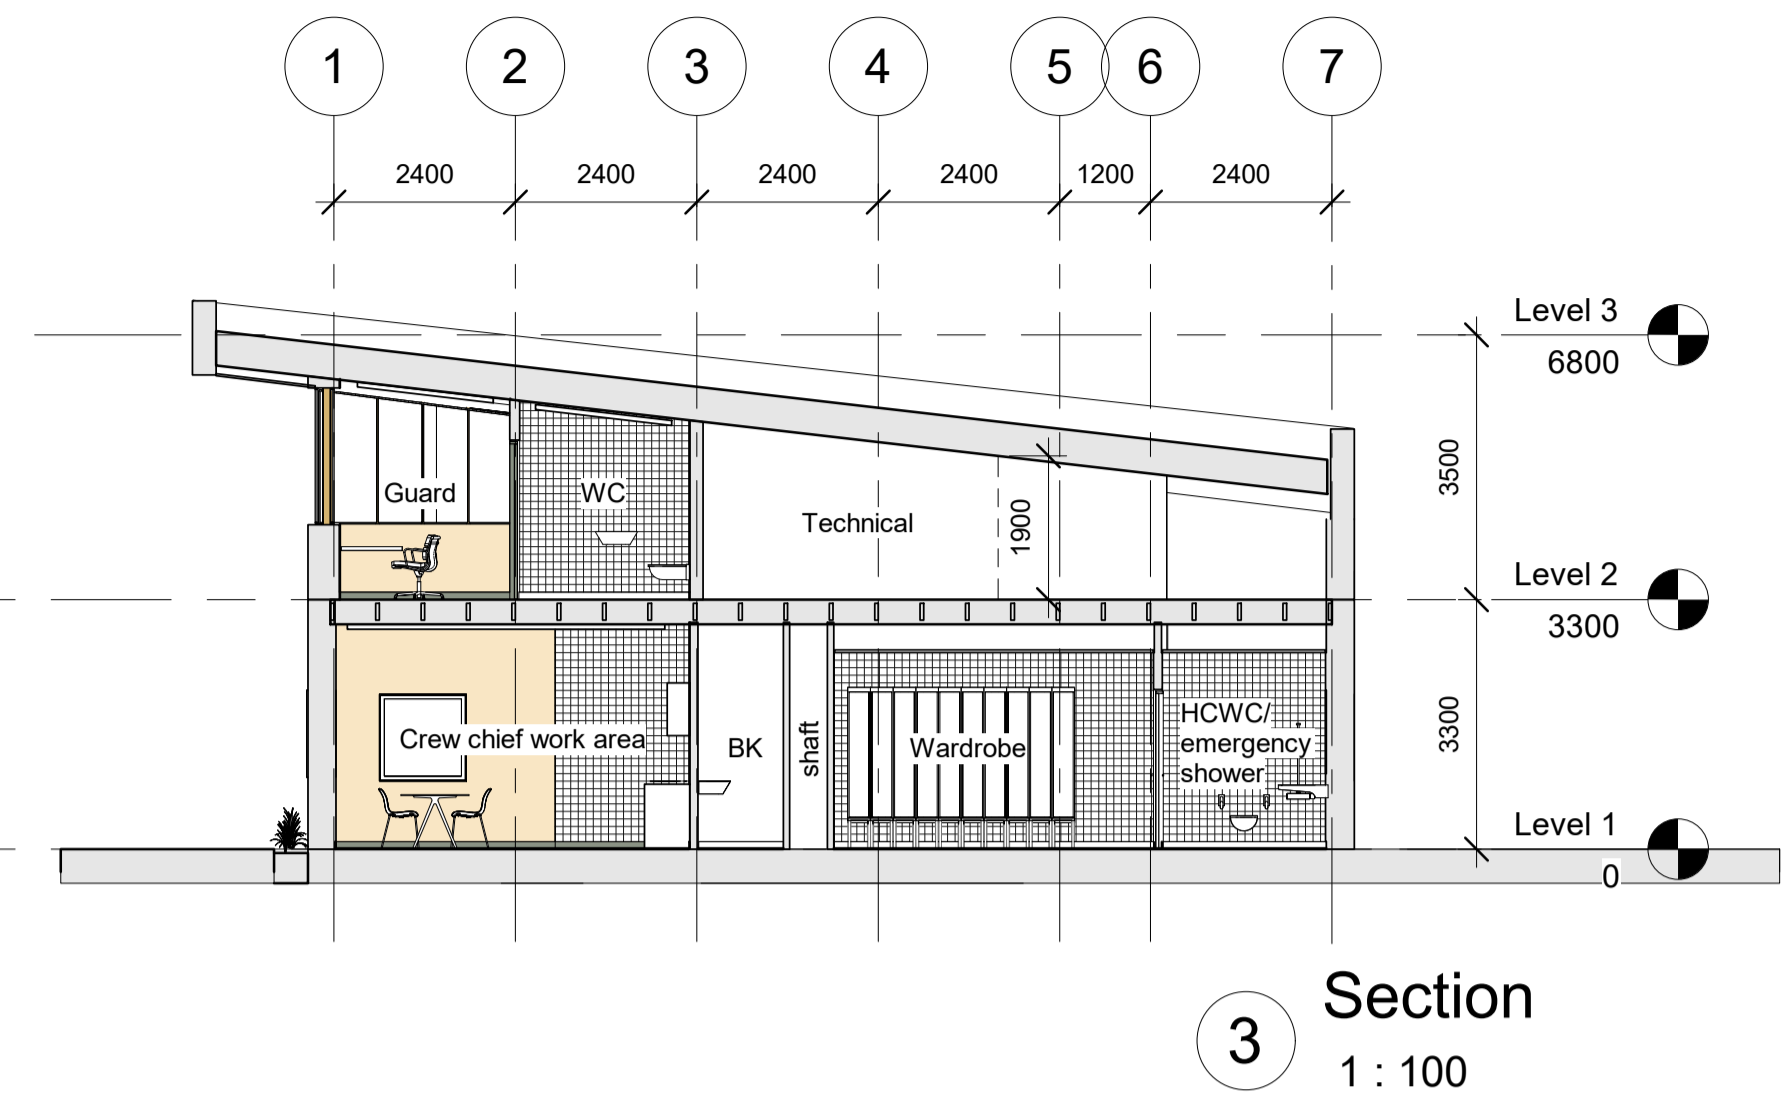 1 2 3 4 5 6 7
2400 2400 2400 2400 1200 2400
Level 3
6800
3500
Guard
WC
Technical
1900
Level 2
3300
3300
Crew chief work area
BK
shaft
Wardrobe
HCWC/
emergency
shower
Level 1
0
3
Section
1 : 100